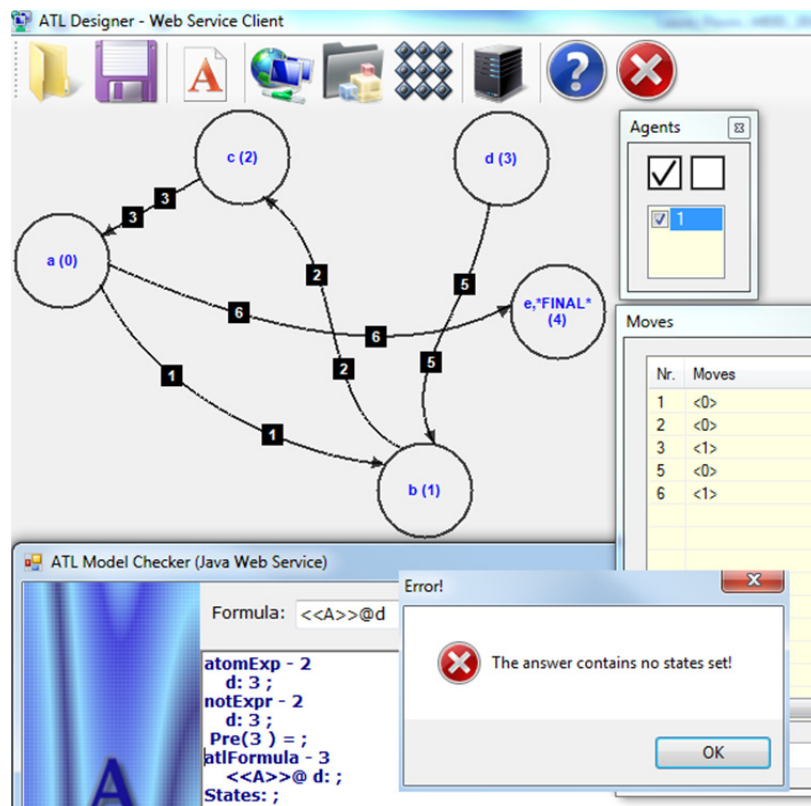 ATL Designer - Web Service Client
A
?
c (2)
d (3)
Agents
1
3
3
a (0)
2
5
e,*FINAL*
(4)
6
6
Moves
1
2
5
Nr. Moves
1 <0>
2 <0>
3 <1>
5 <0>
6 <1>
1
b (1)
ATL Model Checker (Java Web Service)
Error!
Formula: <<A>>@d
The answer contains no states set!
atomExp - 2
d: 3 ;
notExpr - 2
d: 3 ;
Pre(3 ) = ;
atlFormula - 3
<<A>>@ d: ;
States: ;
OK
A